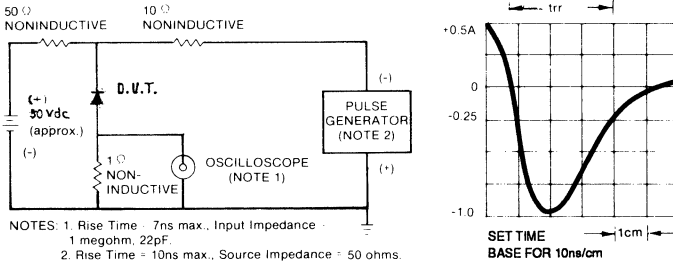 50 Ω
NONINDUCTIVE
10 Ω
NONINDUCTIVE
(+)
50 Vdc
(approx.)
(-)
D.U.T.
1 Ω
NON-
INDUCTIVE
OSCILLOSCOPE
(NOTE 1)
(-)
PULSE
GENERATOR
(NOTE 2)
(+)
NOTES: 1. Rise Time = 7ns max., Input Impedance =
1 megohm, 22pF.
2. Rise Time = 10ns max., Source Impedance = 50 ohms.
trr
+0.5A
0
-0.25
-1.0
1cm
SET TIME
BASE FOR 10ns/cm